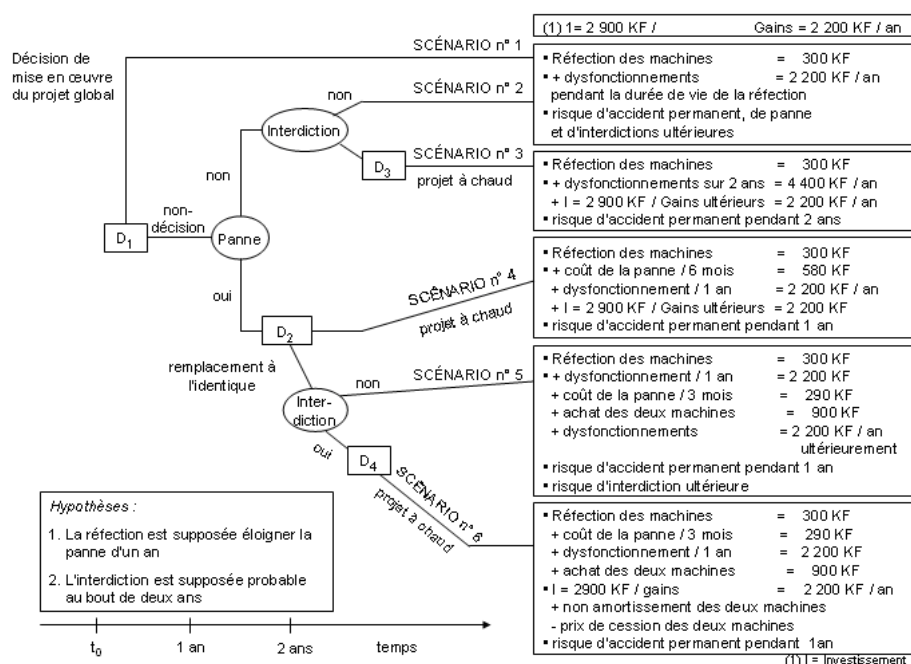 (1) I = 2 900 KF / Gains = 2 200 KF / an
SCÉNARIO n° 1
Décision de
mise en œuvre
du projet global
▪ Réfection des machines = 300 KF
▪ + dysfonctionnements = 2 200 KF / an
pendant la durée de vie de la réfection
▪ risque d'accident permanent, de panne
et d'interdictions ultérieures
SCÉNARIO n° 2
non
Interdiction
SCÉNARIO n° 3
D3
projet à chaud
▪ Réfection des machines = 300 KF
▪ + dysfonctionnements sur 2 ans = 4 400 KF / an
+ I = 2 900 KF / Gains ultérieurs = 2 200 KF / an
▪ risque d'accident permanent pendant 2 ans
non
non-
décision
D1
Panne
oui
SCÉNARIO n° 4
projet à chaud
▪ Réfection des machines = 300 KF
▪ + coût de la panne / 6 mois = 580 KF
+ dysfonctionnement / 1 an = 2 200 KF / an
+ I = 2 900 KF / Gains ultérieurs = 2 200 KF
▪ risque d'accident permanent pendant 1 an
D2
remplacement à
l'identique
non
SCÉNARIO n° 5
▪ Réfection des machines = 300 KF
▪ + dysfonctionnement / 1 an = 2 200 KF
+ coût de la panne / 3 mois = 290 KF
+ achat des deux machines = 900 KF
+ dysfonctionnements = 2 200 KF / an
ultérieurement
▪ risque d'accident permanent pendant 1 an
▪ risque d'interdiction ultérieure
Inter-
diction
oui
D4
SCÉNARIO n° 6
projet à chaud
▪ Réfection des machines = 300 KF
+ coût de la panne / 3 mois = 290 KF
+ dysfonctionnement / 1 an = 2 200 KF
+ achat des deux machines = 900 KF
▪ I = 2900 KF / gains = 2 200 KF / an
+ non amortissement des deux machines
- prix de cession des deux machines
▪ risque d'accident permanent pendant 1an
(1) I = Investissement
Hypothèses :
1. La réfection est supposée éloigner la
panne d'un an
2. L'interdiction est supposée probable
au bout de deux ans
t0 1 an 2 ans temps